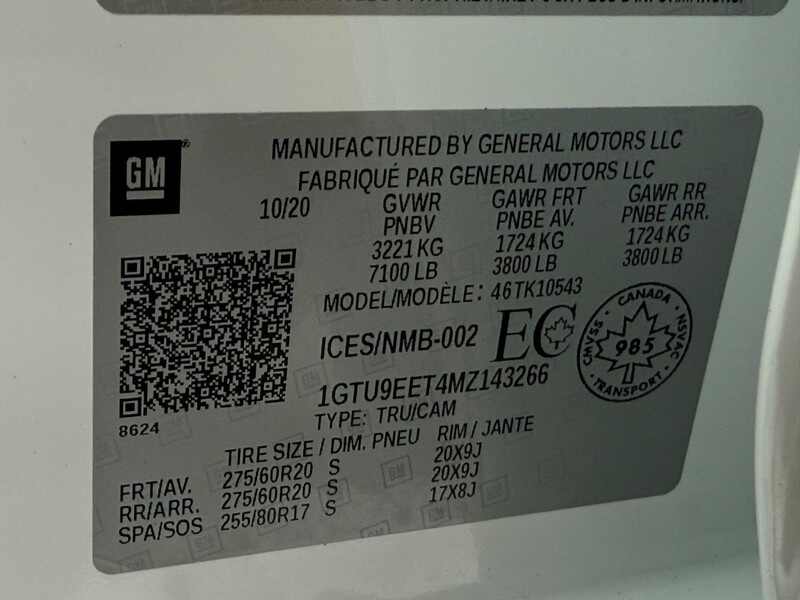 GM
MANUFACTURED BY GENERAL MOTORS LLC
FABRIQUÉ PAR GENERAL MOTORS LLC
10/20 GVWR GAWR FRT GAWR RR
PNBV PNBE AV. PNBE ARR.
3221 KG 1724 KG 1724 KG
7100 LB 3800 LB 3800 LB
MODEL/MODÈLE: 46TK10543
ICES/NMB-002 EC
CANADA
CMVSS 985 NSVAC
TRANSPORT
1GTU9EET4MZ143266
8624 TYPE: TRU/CAM
TIRE SIZE / DIM. PNEU RIM / JANTE
FRT/AV. 275/60R20 S 20X9J
RR/ARR. 275/60R20 S 20X9J
SPA/SOS 255/80R17 S 17X8J
GM